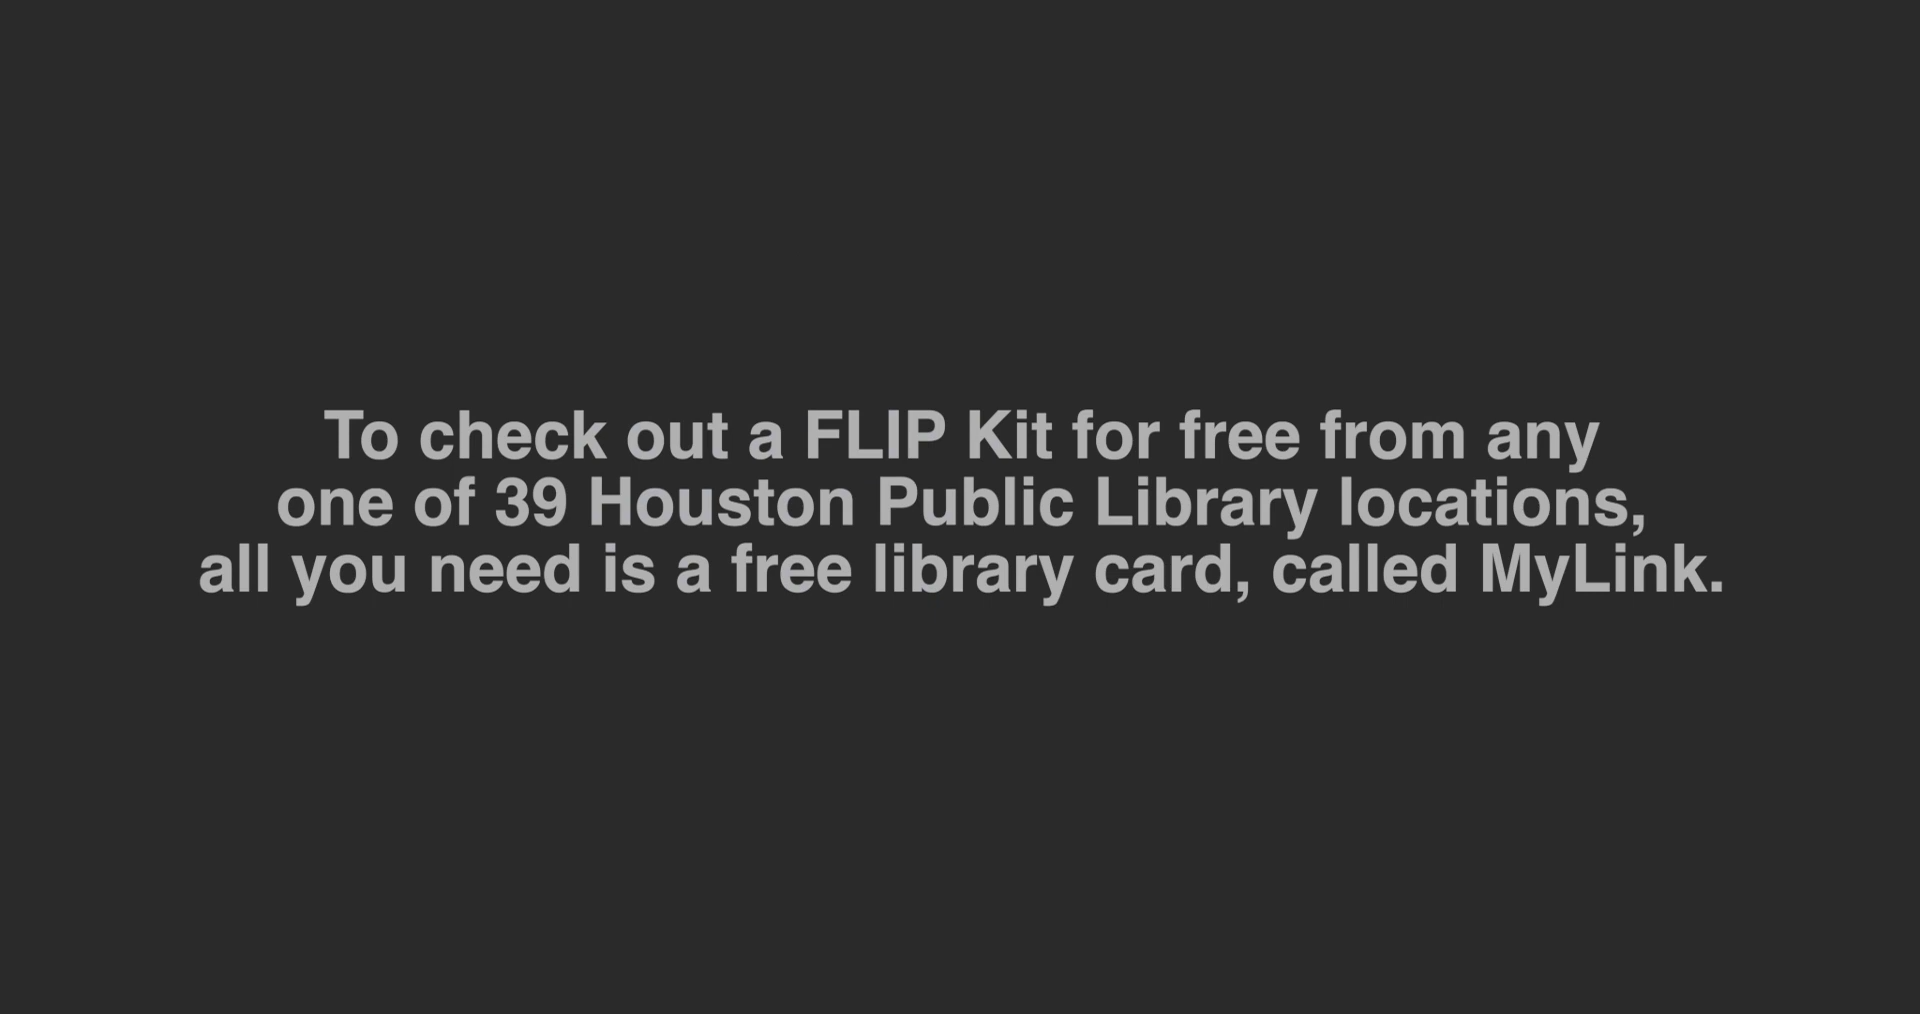 To check out a FLIP Kit for free from any
one of 39 Houston Public Library locations,
all you need is a free library card, called MyLink.